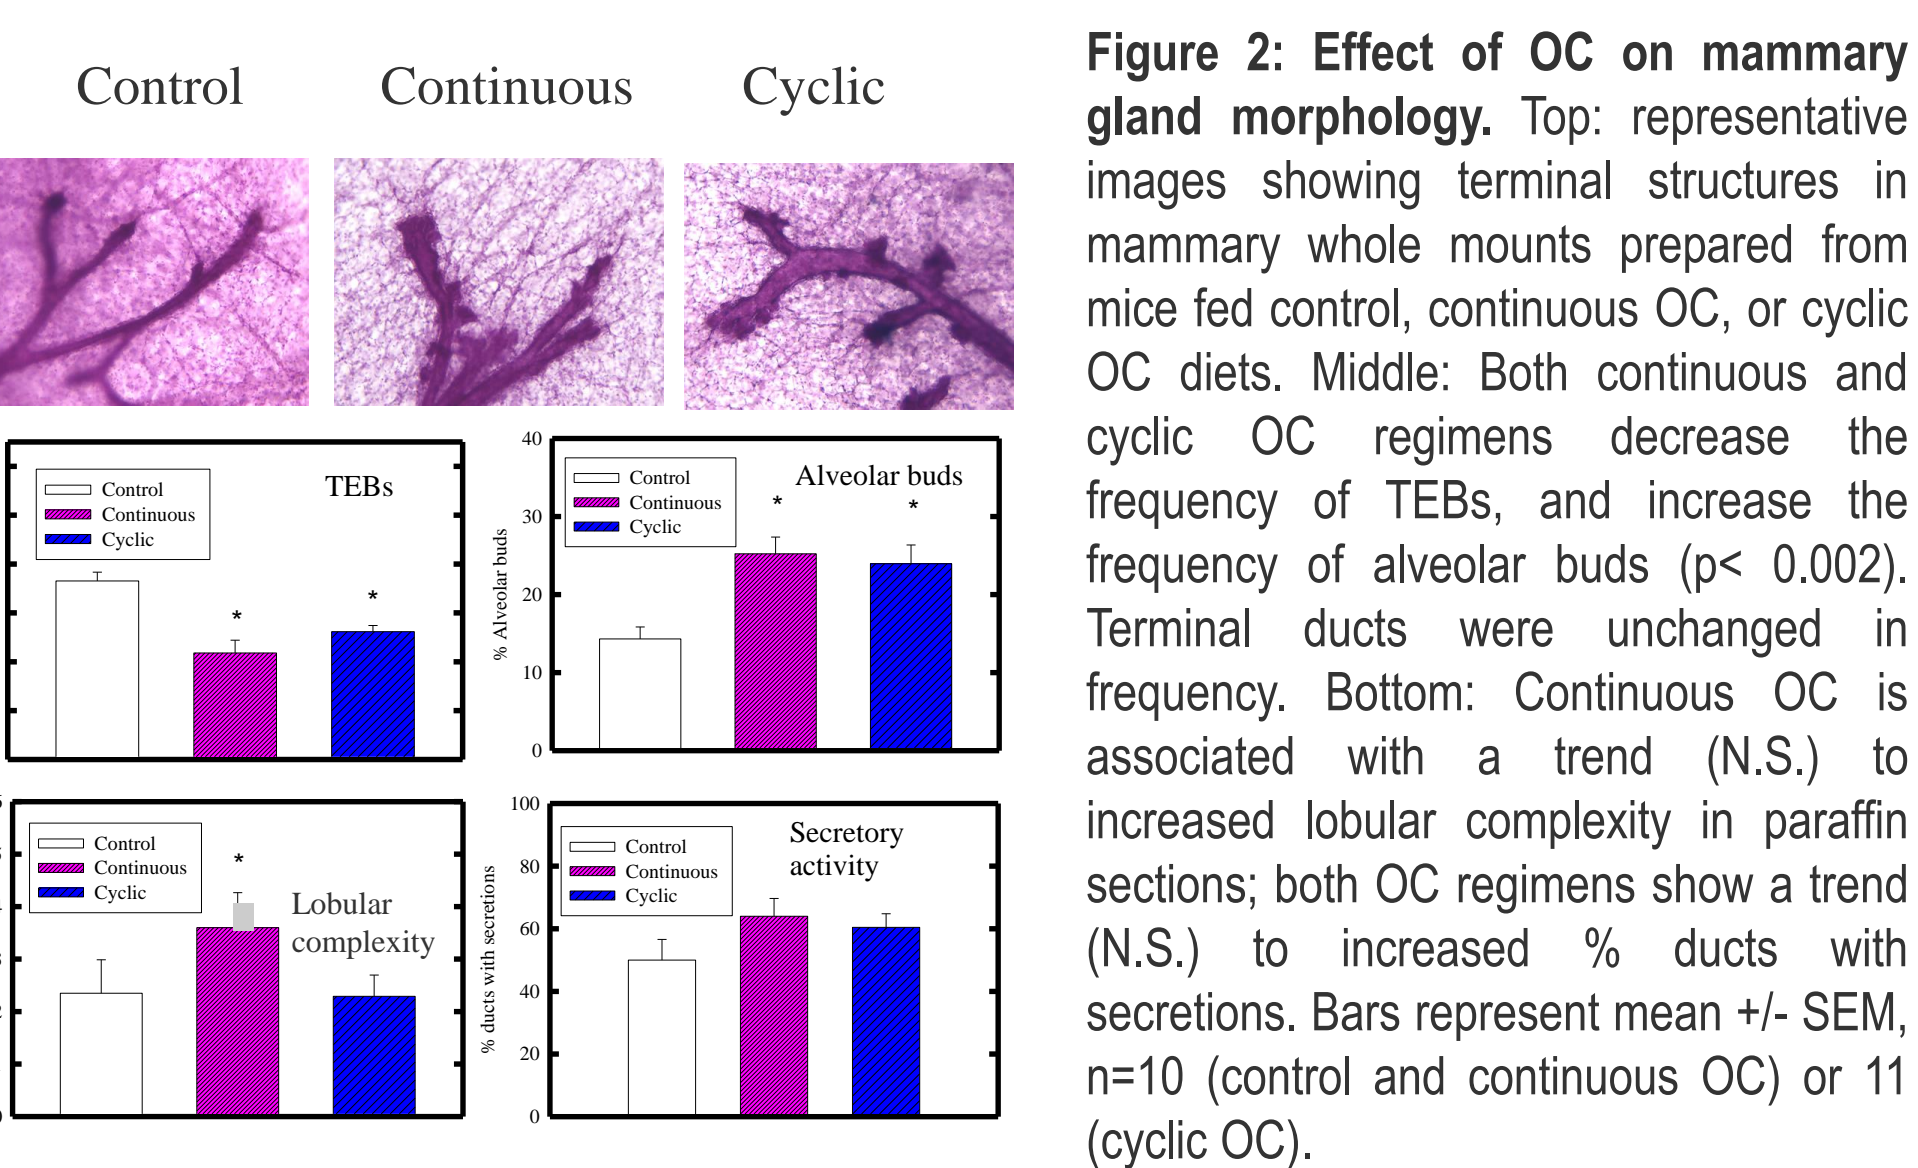 Control
Continuous
Cyclic
Control
Continuous
Cyclic
TEBs
40
30
20
10
0
% Alveolar buds
Control
Continuous
Cyclic
Alveolar buds
*
*
*
*
Control
Continuous
Cyclic
*
Lobular
complexity
100
80
60
40
20
0
% ducts with secretions
Control
Continuous
Cyclic
Secretory
activity
Figure 2: Effect of OC on mammary
gland morphology. Top: representative
images showing terminal structures in
mammary whole mounts prepared from
mice fed control, continuous OC, or cyclic
OC diets. Middle: Both continuous and
cyclic OC regimens decrease the
frequency of TEBs, and increase the
frequency of alveolar buds (p< 0.002).
Terminal ducts were unchanged in
frequency. Bottom: Continuous OC is
associated with a trend (N.S.) to
increased lobular complexity in paraffin
sections; both OC regimens show a trend
(N.S.) to increased % ducts with
secretions. Bars represent mean +/- SEM,
n=10 (control and continuous OC) or 11
(cyclic OC).